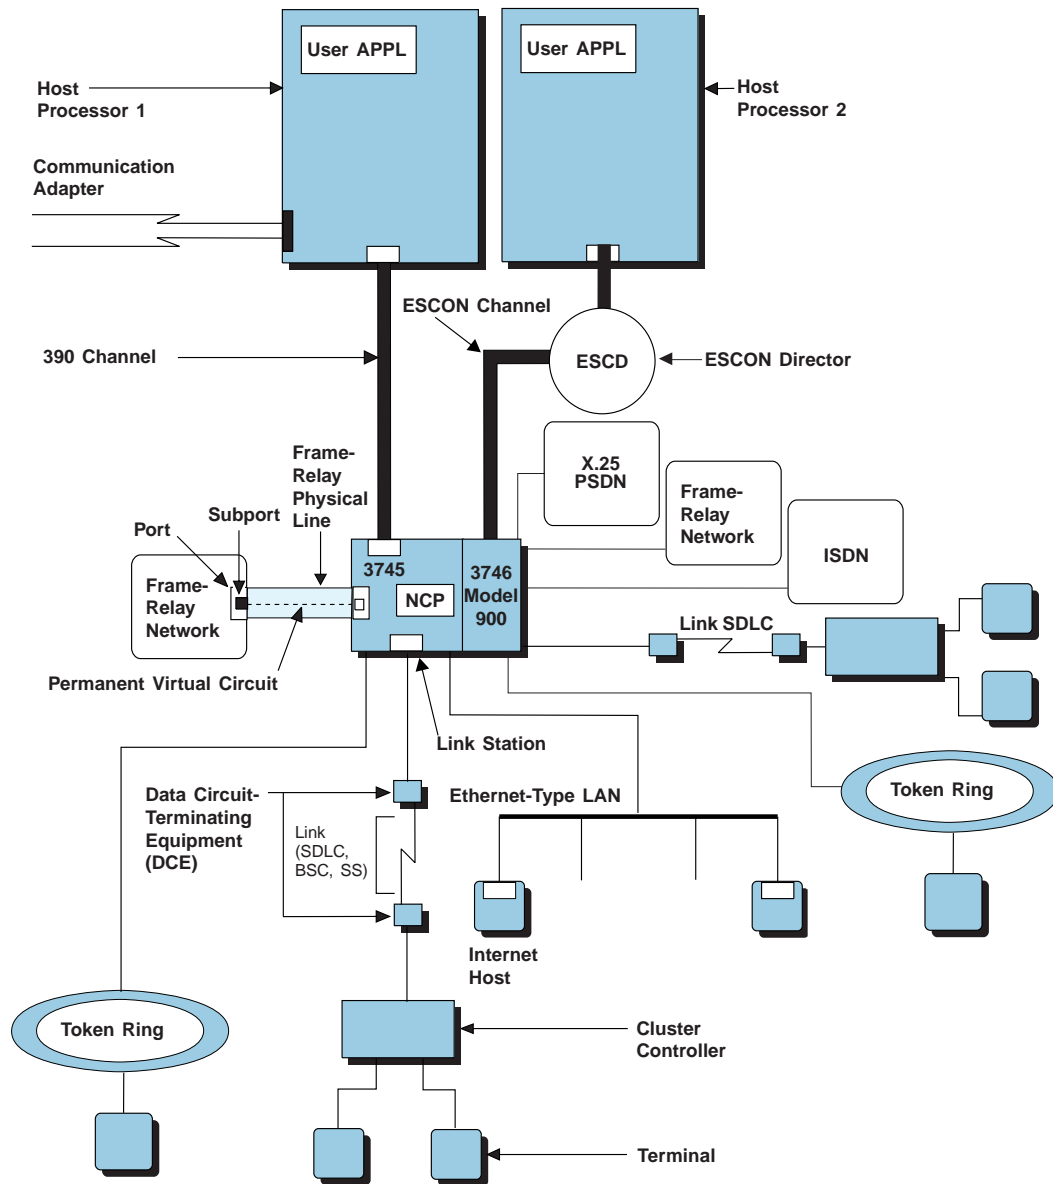 User APPL
User APPL
Host
Processor 1
Host
Processor 2
Communication
Adapter
ESCON Channel
390 Channel
ESCD
ESCON Director
Frame-
Relay
Physical
Line
X.25
PSDN
Frame-
Relay
Network
ISDN
Subport
Port
Frame-
Relay
Network
3745
NCP
3746
Model
900
Link SDLC
Permanent Virtual Circuit
Link Station
Token Ring
Data Circuit-
Terminating
Equipment
(DCE)
Link
(SDLC,
BSC, SS)
Ethernet-Type LAN
Internet
Host
Token Ring
Cluster
Controller
Terminal